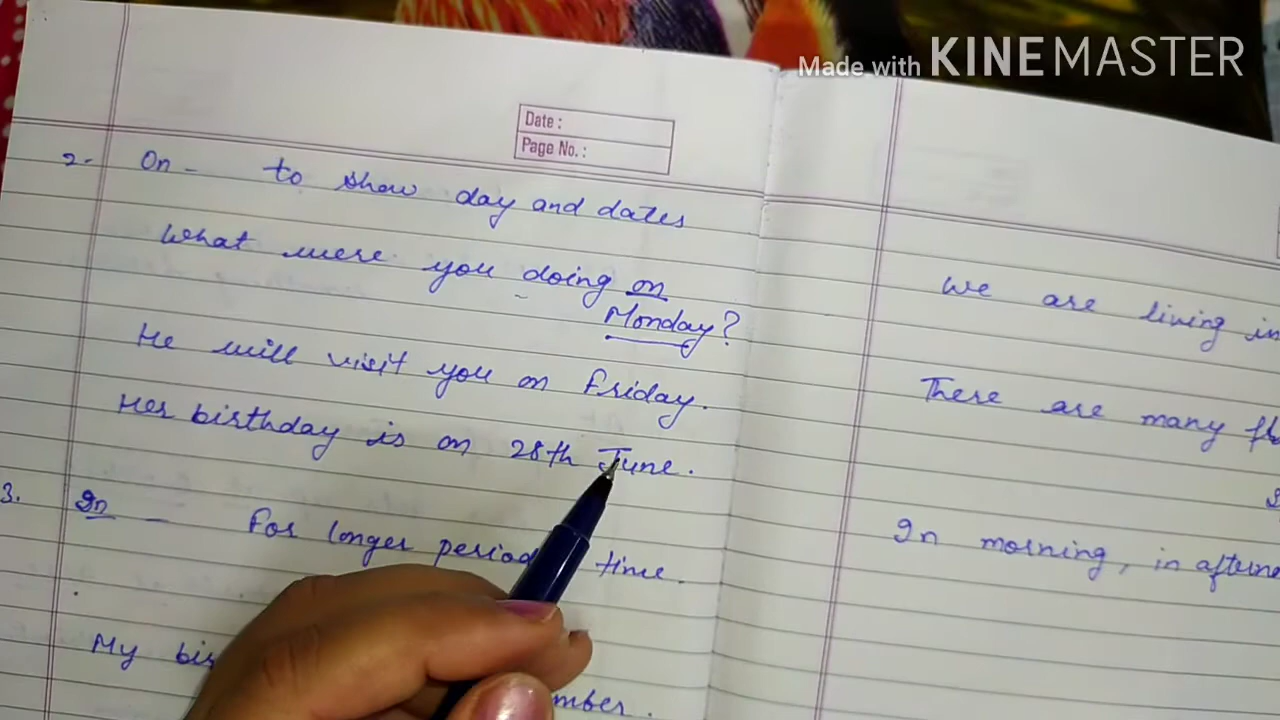 Made with KINEMASTER
Date :
Page No. :
2- On - to show day and dates
What were you doing on
Monday?
He will visit you on Friday.
Her birthday is on 28th June.
3. In - For longer period time.
My
We are living in
There are many
In morning, in